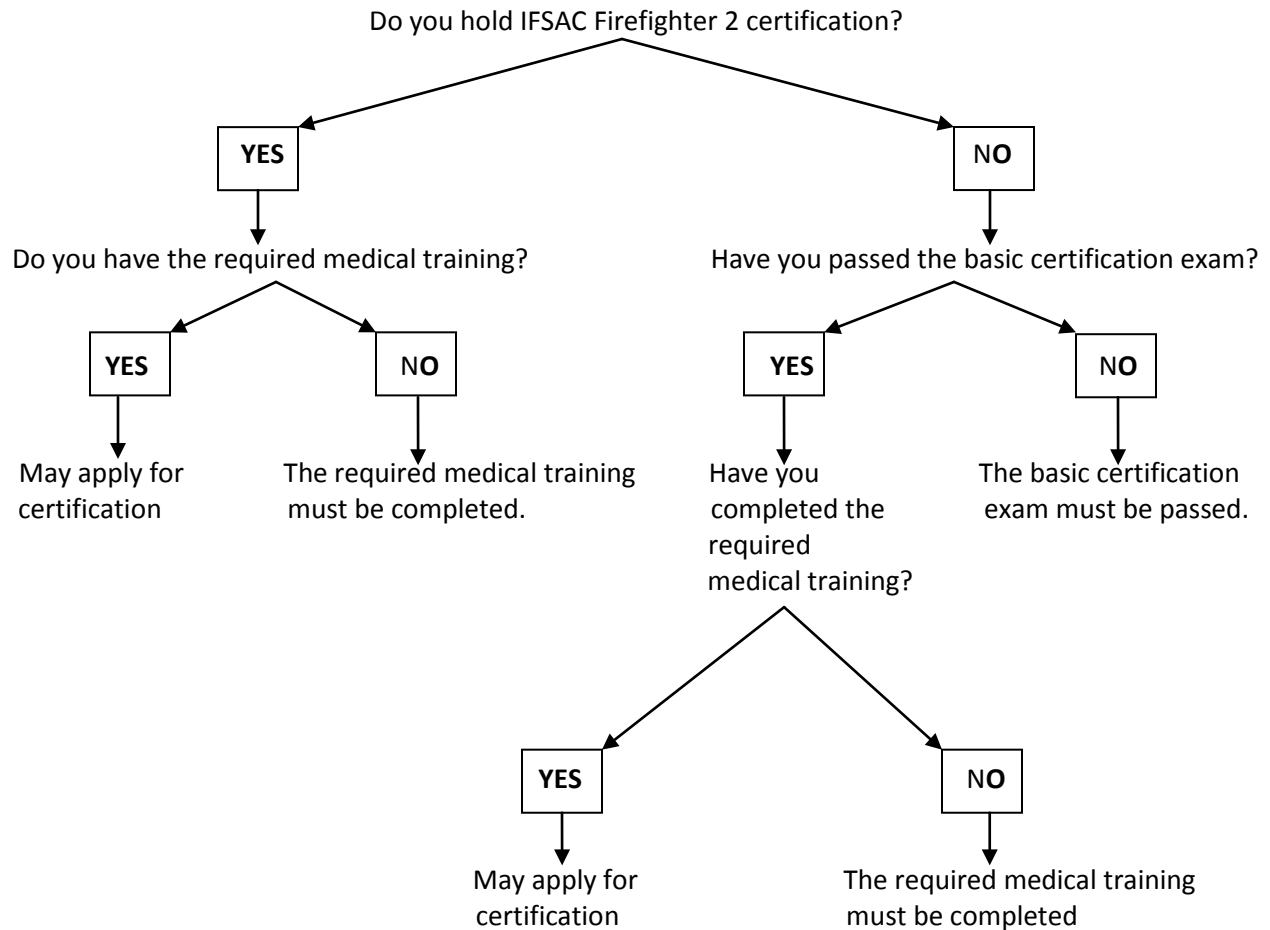 Do you hold IFSAC Firefighter 2 certification?
YES
NO
Do you have the required medical training?
Have you passed the basic certification exam?
YES
NO
YES
NO
May apply for
certification
The required medical training
must be completed.
Have you
completed the
required
medical training?
The basic certification
exam must be passed.
YES
NO
May apply for
certification
The required medical training
must be completed